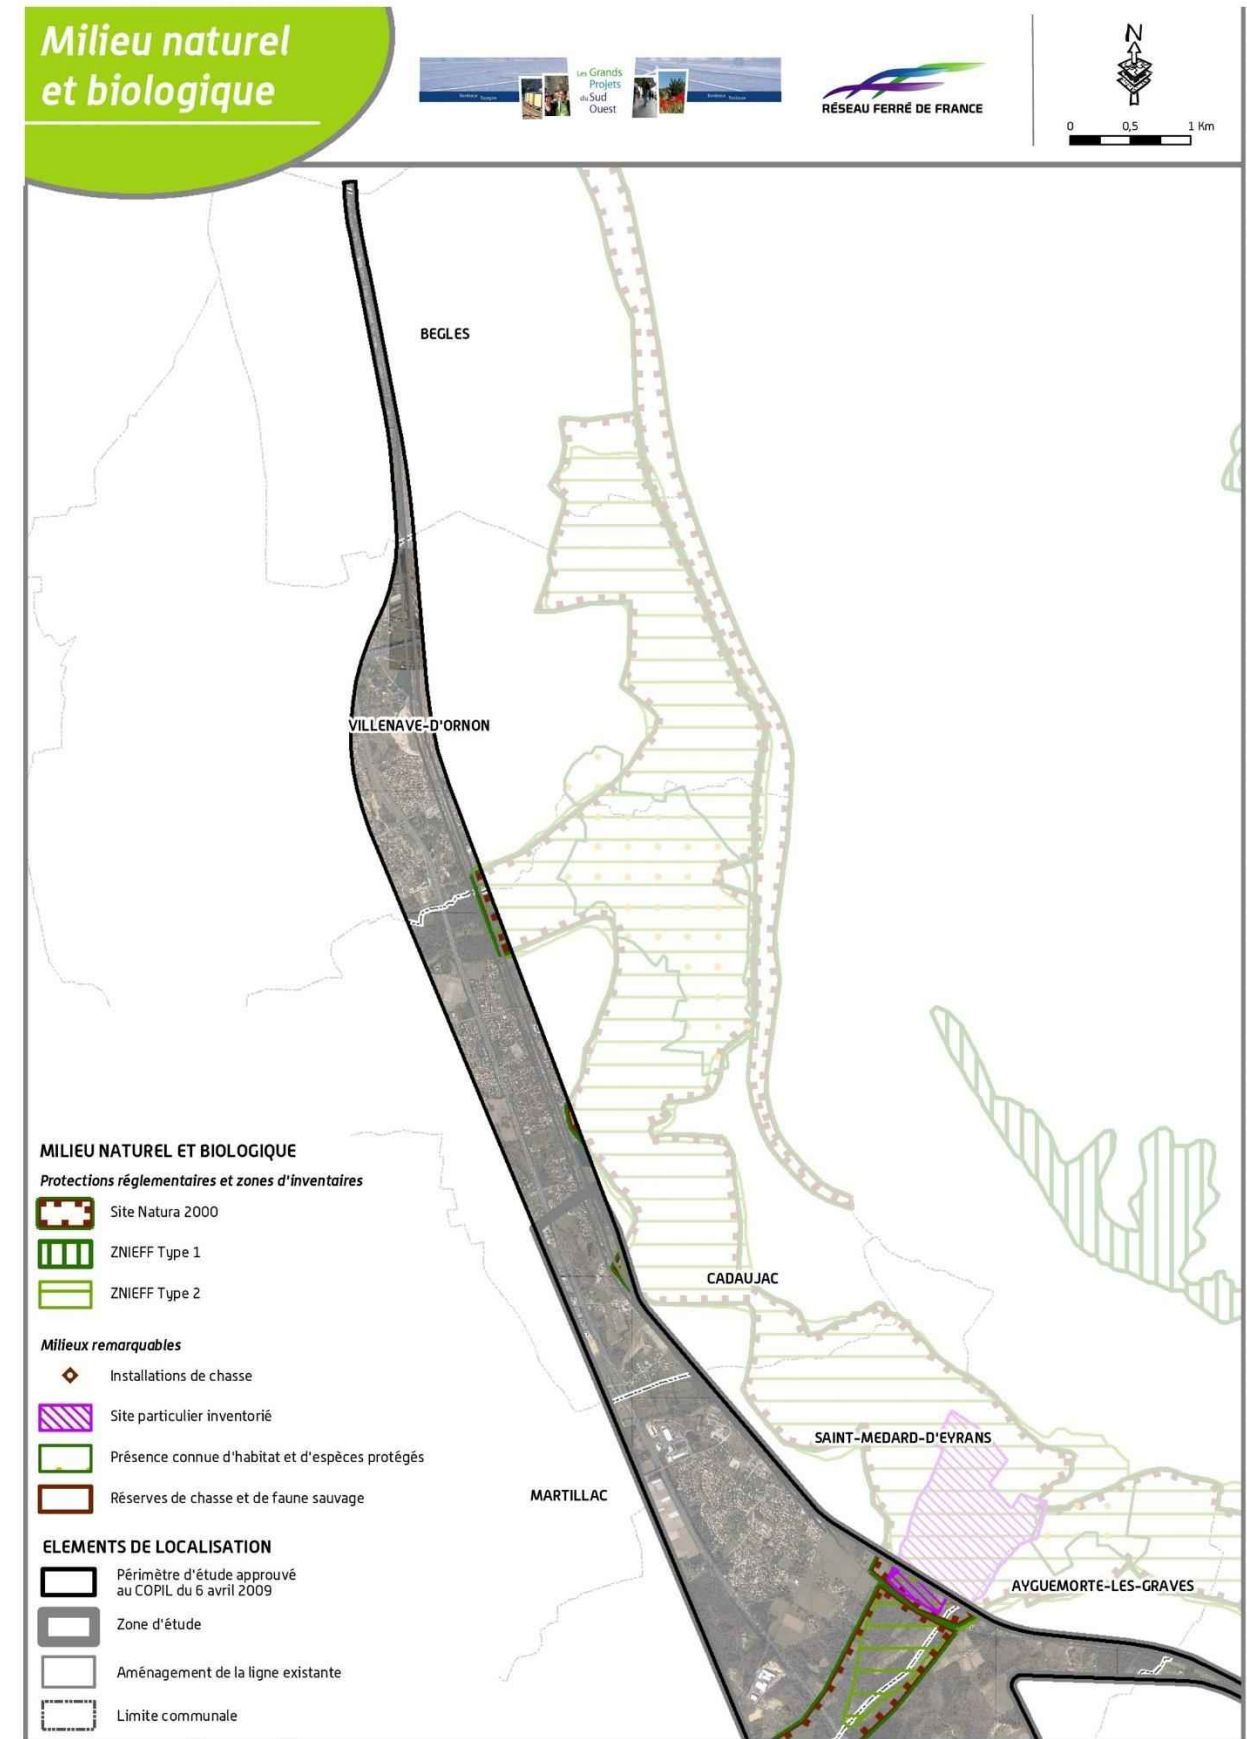 Milieu naturel
et biologique
Les Grands
Projets
du Sud
Ouest
RÉSEAU FERRÉ DE FRANCE
N
0 0,5 1 Km
BEGLES
VILLENAVE-D'ORNON
CADAUJAC
SAINT-MEDARD-D'EYRANS
MARTILLAC
AYGUEMORTE-LES-GRAVES
MILIEU NATUREL ET BIOLOGIQUE
Protections réglementaires et zones d'inventaires
Site Natura 2000
ZNIEFF Type 1
ZNIEFF Type 2
Milieux remarquables
Installations de chasse
Site particulier inventorié
Présence connue d'habitat et d'espèces protégés
Réserves de chasse et de faune sauvage
ELEMENTS DE LOCALISATION
Périmètre d'étude approuvé
au COPIL du 6 avril 2009
Zone d'étude
Aménagement de la ligne existante
Limite communale